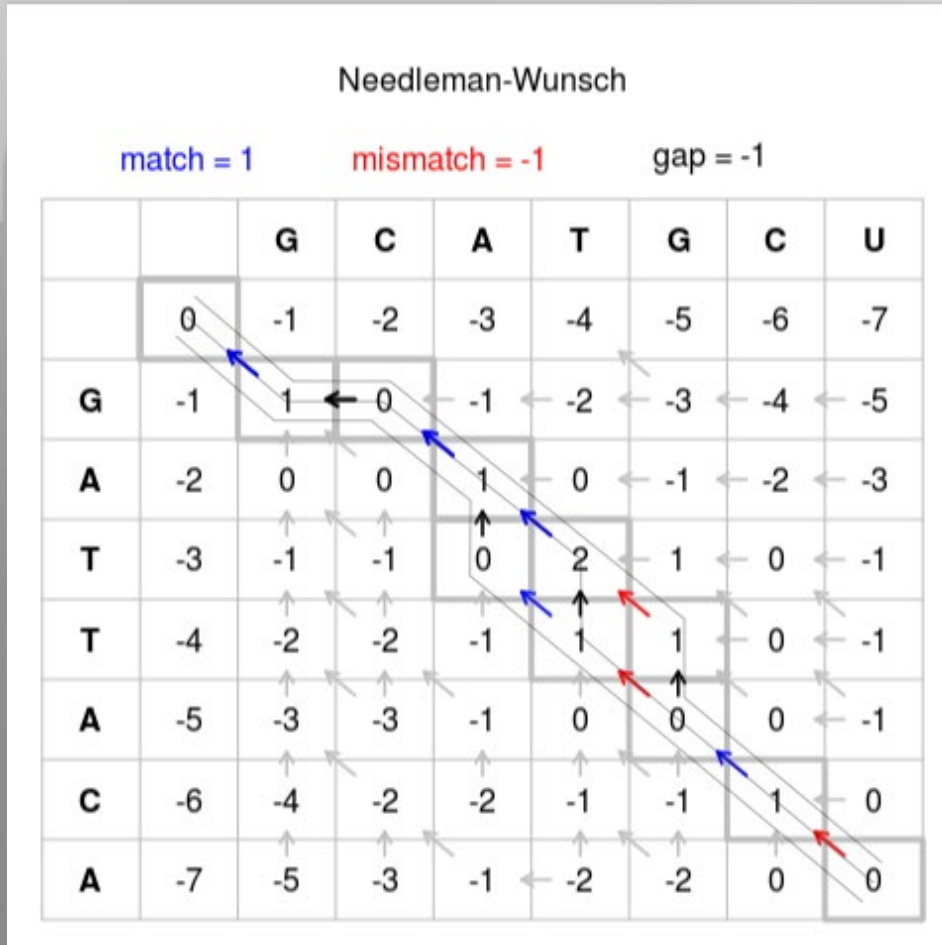 Needleman-Wunsch
match = 1 mismatch = -1 gap = -1
G C A T G C U
0 -1 -2 -3 -4 -5 -6 -7
G -1 1 0 -1 -2 -3 -4 -5
A -2 0 0 1 0 -1 -2 -3
T -3 -1 -1 0 2 1 0 -1
T -4 -2 -2 -1 1 1 0 -1
A -5 -3 -3 -1 0 0 0 -1
C -6 -4 -2 -2 -1 -1 1 0
A -7 -5 -3 -1 -2 -2 0 0